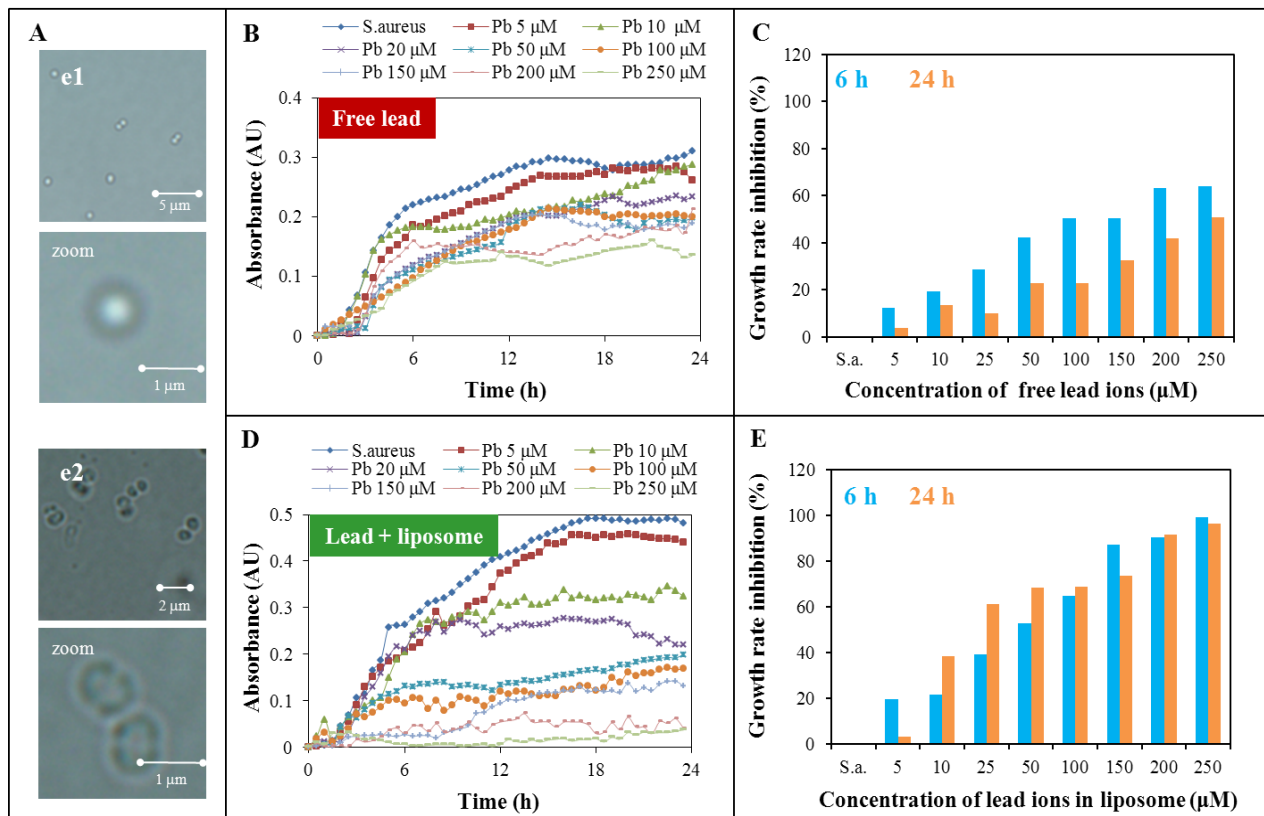 A
e1
5 µm
zoom
1 µm
e2
2 µm
zoom
1 µm
B
S.aureus Pb 5 µM Pb 10 µM
Pb 20 µM Pb 50 µM Pb 100 µM
Pb 150 µM Pb 200 µM Pb 250 µM
Free lead
Absorbance (AU)
0.4
0.3
0.2
0.1
0
0 6 12 18 24
Time (h)
C
6 h 24 h
Growth rate inhibition (%)
120
100
80
60
40
20
0
S.a. 5 10 25 50 100 150 200 250
Concentration of free lead ions (µM)
D
S.aureus Pb 5 µM Pb 10 µM
Pb 20 µM Pb 50 µM Pb 100 µM
Pb 150 µM Pb 200 µM Pb 250 µM
Lead + liposome
Absorbance (AU)
0.5
0.4
0.3
0.2
0.1
0
0 6 12 18 24
Time (h)
E
6 h 24 h
Growth rate inhibition (%)
120
100
80
60
40
20
0
S.a. 5 10 25 50 100 150 200 250
Concentration of lead ions in liposome (µM)